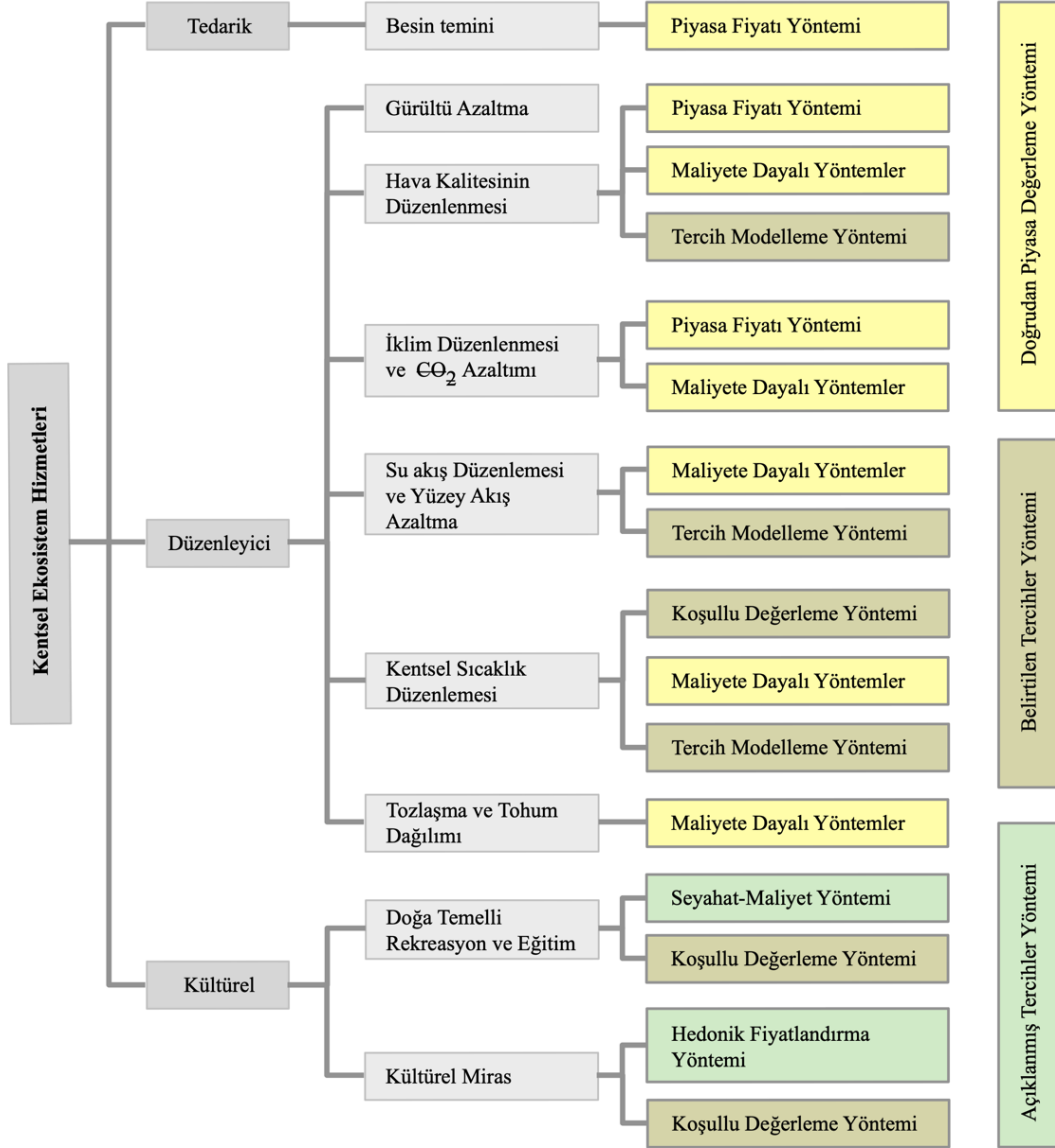 Kentsel Ekosistem Hizmetleri
Tedarik
Besin temini
Piyasa Fiyatı Yöntemi
Düzenleyici
Gürültü Azaltma
Hava Kalitesinin
Düzenlenmesi
Piyasa Fiyatı Yöntemi
Maliyete Dayalı Yöntemler
Tercih Modelleme Yöntemi
İklim Düzenlenmesi
ve CO2 Azaltımı
Piyasa Fiyatı Yöntemi
Maliyete Dayalı Yöntemler
Su akış Düzenlemesi
ve Yüzey Akış
Azaltma
Maliyete Dayalı Yöntemler
Tercih Modelleme Yöntemi
Kentsel Sıcaklık
Düzenlemesi
Koşullu Değerleme Yöntemi
Maliyete Dayalı Yöntemler
Tercih Modelleme Yöntemi
Tozlaşma ve Tohum
Dağılımı
Maliyete Dayalı Yöntemler
Kültürel
Doğa Temelli
Rekreasyon ve Eğitim
Seyahat-Maliyet Yöntemi
Koşullu Değerleme Yöntemi
Kültürel Miras
Hedonik Fiyatlandırma
Yöntemi
Koşullu Değerleme Yöntemi
Doğrudan Piyasa Değerleme Yöntemi
Belirtilen Tercihler Yöntemi
Açıklanmış Tercihler Yöntemi